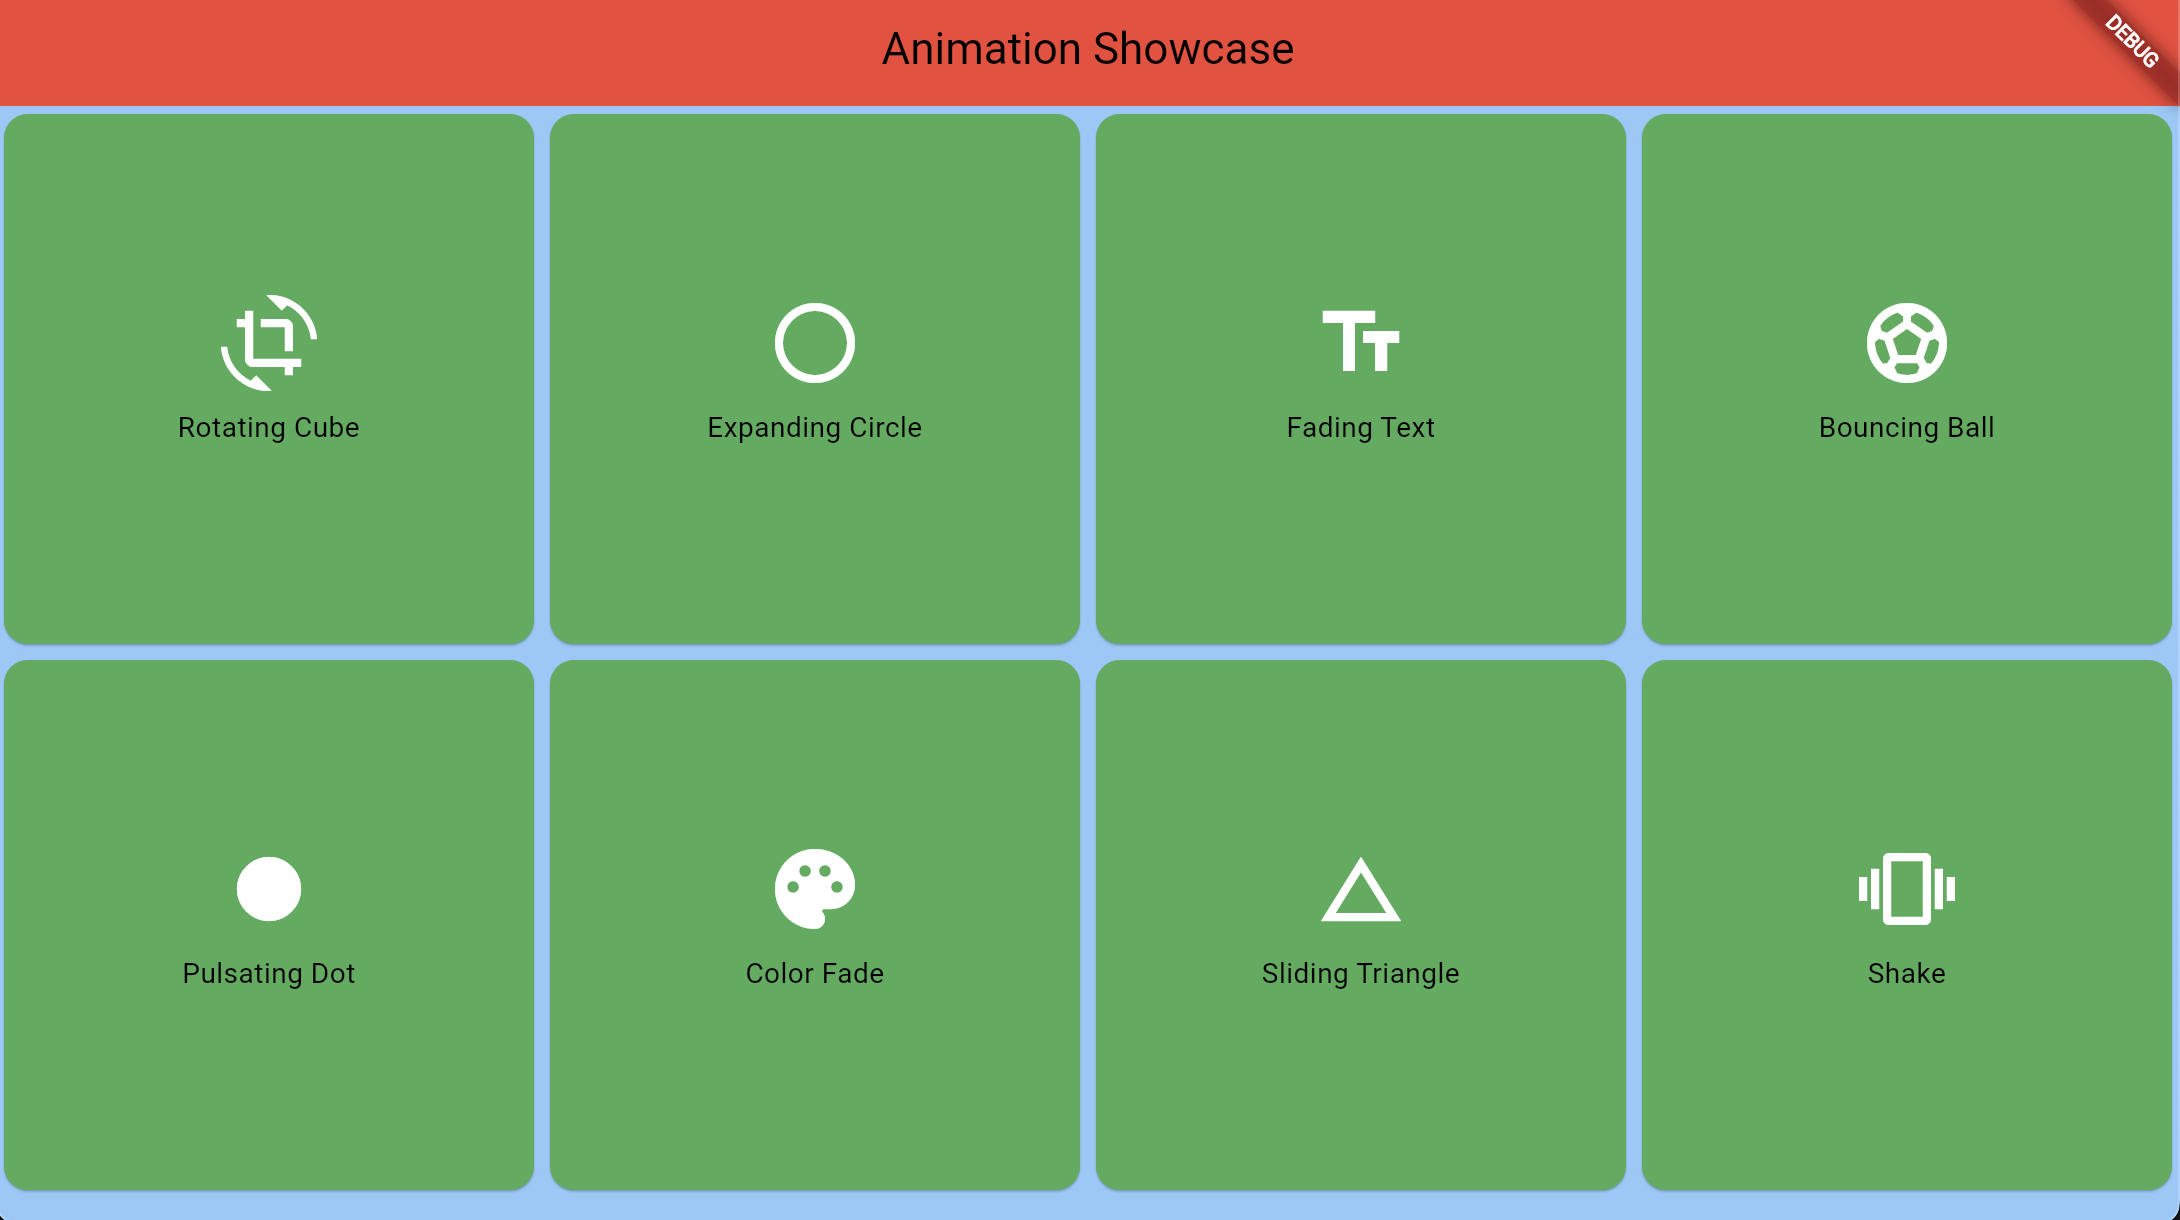 Animation Showcase
DEBUG
Rotating Cube
Expanding Circle
Fading Text
Bouncing Ball
Pulsating Dot
Color Fade
Sliding Triangle
Shake